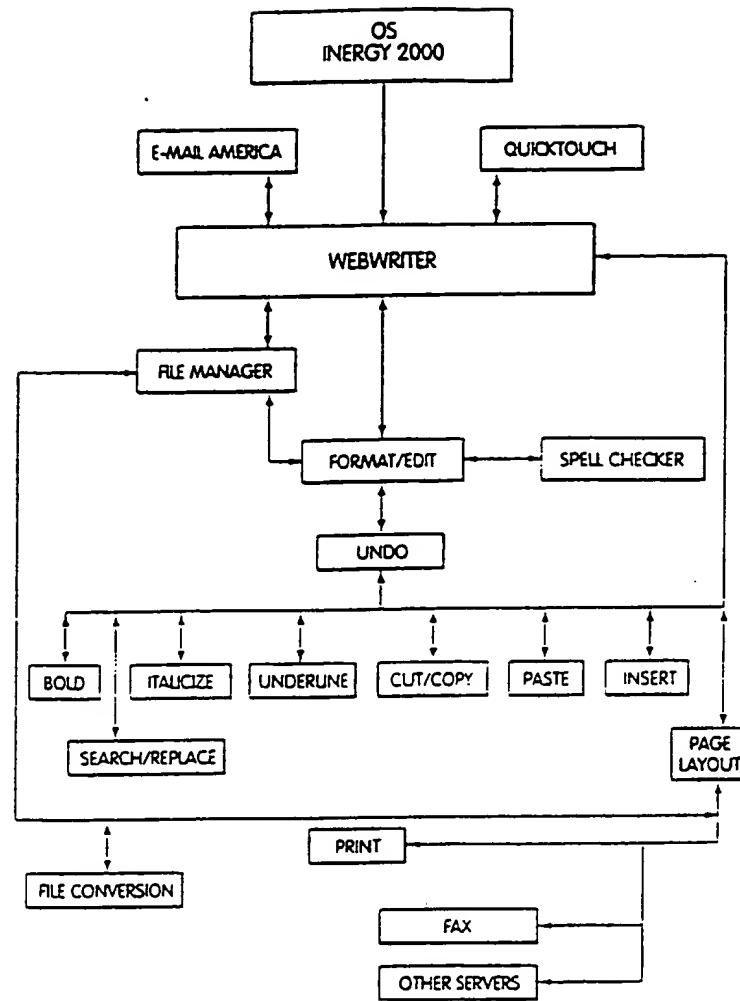 OS
INERGY 2000
E-MAIL AMERICA
QUICKTOUCH
WEBWRITER
FILE MANAGER
FORMAT/EDIT
SPELL CHECKER
UNDO
BOLD
ITALICIZE
UNDERLINE
CUT/COPY
PASTE
INSERT
SEARCH/REPLACE
PAGE
LAYOUT
PRINT
FILE CONVERSION
FAX
OTHER SERVERS